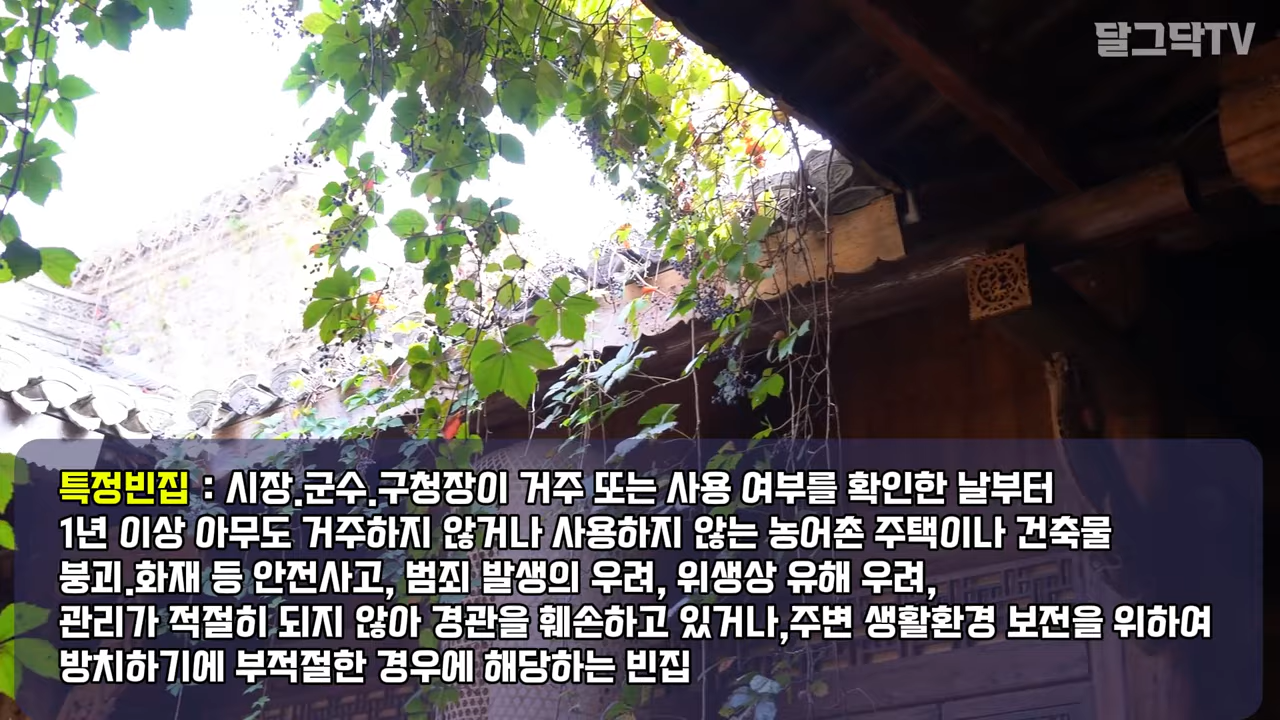 달그닥TV
특정빈집 : 시장.군수.구청장이 거주 또는 사용 여부를 확인한 날부터
1년 이상 아무도 거주하지 않거나 사용하지 않는 농어촌 주택이나 건축물
붕괴.화재 등 안전사고, 범죄 발생의 우려, 위생상 유해 우려,
관리가 적절히 되지 않아 경관을 훼손하고 있거나,주변 생활환경 보전을 위하여
방치하기에 부적절한 경우에 해당하는 빈집